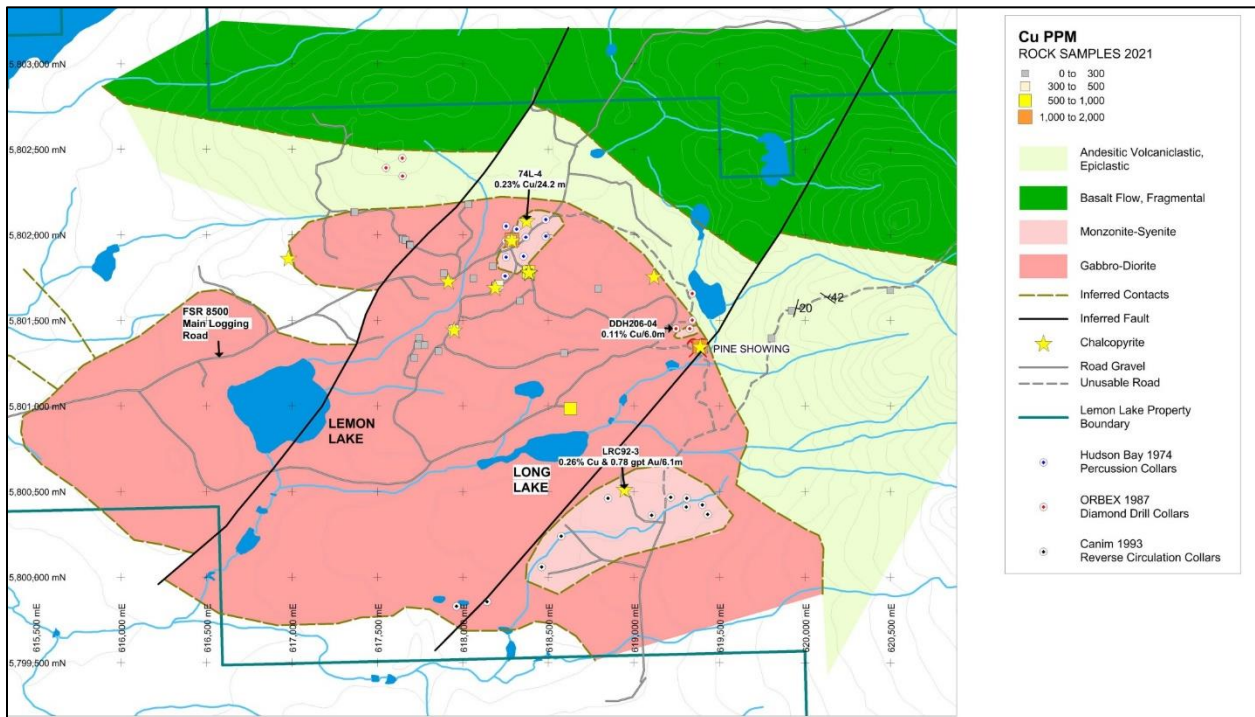 5,803,000 mN
5,802,500 mN
5,802,000 mN
5,801,500 mN
5,801,000 mN
5,800,500 mN
5,800,000 mN
5,799,500 mN
74L-4
0.23% Cu/24.2 m
FSR 8500
Main Logging
Road
DDH206-04
0.11% Cu/6.0m
PINE SHOWING
20
42
LEMON
LAKE
LONG
LAKE
LRC92-3
0.26% Cu & 0.78 gpt Au/6.1m
615,500 mE
616,000 mE
616,500 mE
617,000 mE
617,500 mE
618,000 mE
618,500 mE
619,000 mE
619,500 mE
620,000 mE
620,500 mE
Cu PPM
ROCK SAMPLES 2021
0 to 300
300 to 500
500 to 1,000
1,000 to 2,000
Andesitic Volcaniclastic,
Epiclastic
Basalt Flow, Fragmental
Monzonite-Syenite
Gabbro-Diorite
Inferred Contacts
Inferred Fault
Chalcopyrite
Road Gravel
Unusable Road
Lemon Lake Property
Boundary
Hudson Bay 1974
Percussion Collars
ORBEX 1987
Diamond Drill Collars
Canim 1993
Reverse Circulation Collars